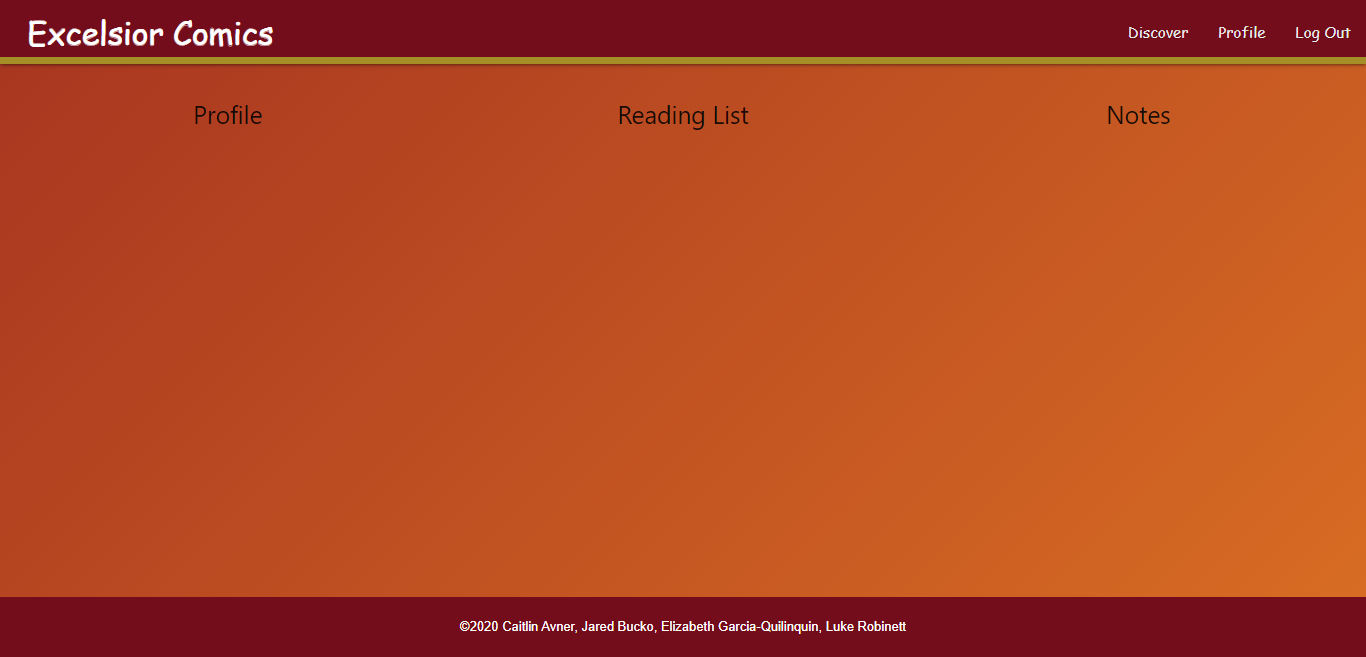 Excelsior Comics
Discover Profile Log Out
Profile Reading List Notes
©2020 Caitlin Avner, Jared Bucko, Elizabeth Garcia-Quilinquin, Luke Robinett